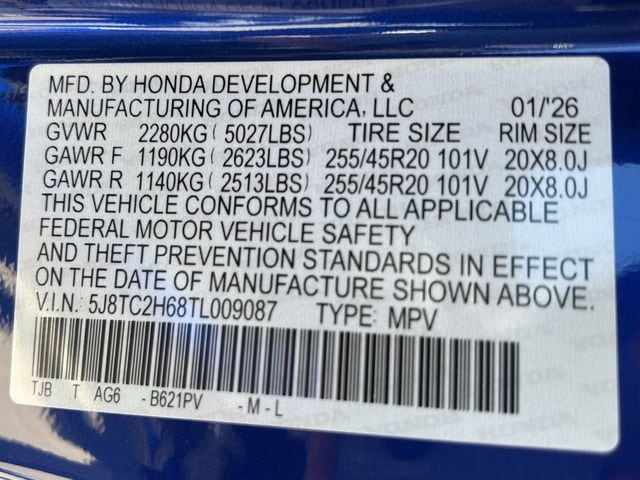 MFD. BY HONDA DEVELOPMENT &
MANUFACTURING OF AMERICA, LLC 01/'26
GVWR 2280KG ( 5027LBS) TIRE SIZE RIM SIZE
GAWR F 1190KG ( 2623LBS) 255/45R20 101V 20X8.0J
GAWR R 1140KG ( 2513LBS) 255/45R20 101V 20X8.0J
THIS VEHICLE CONFORMS TO ALL APPLICABLE
FEDERAL MOTOR VEHICLE SAFETY
AND THEFT PREVENTION STANDARDS IN EFFECT
ON THE DATE OF MANUFACTURE SHOWN ABOVE.
V.I.N.: 5J8TC2H68TL009087 TYPE: MPV
TJB T AG6 - B621PV - M - L